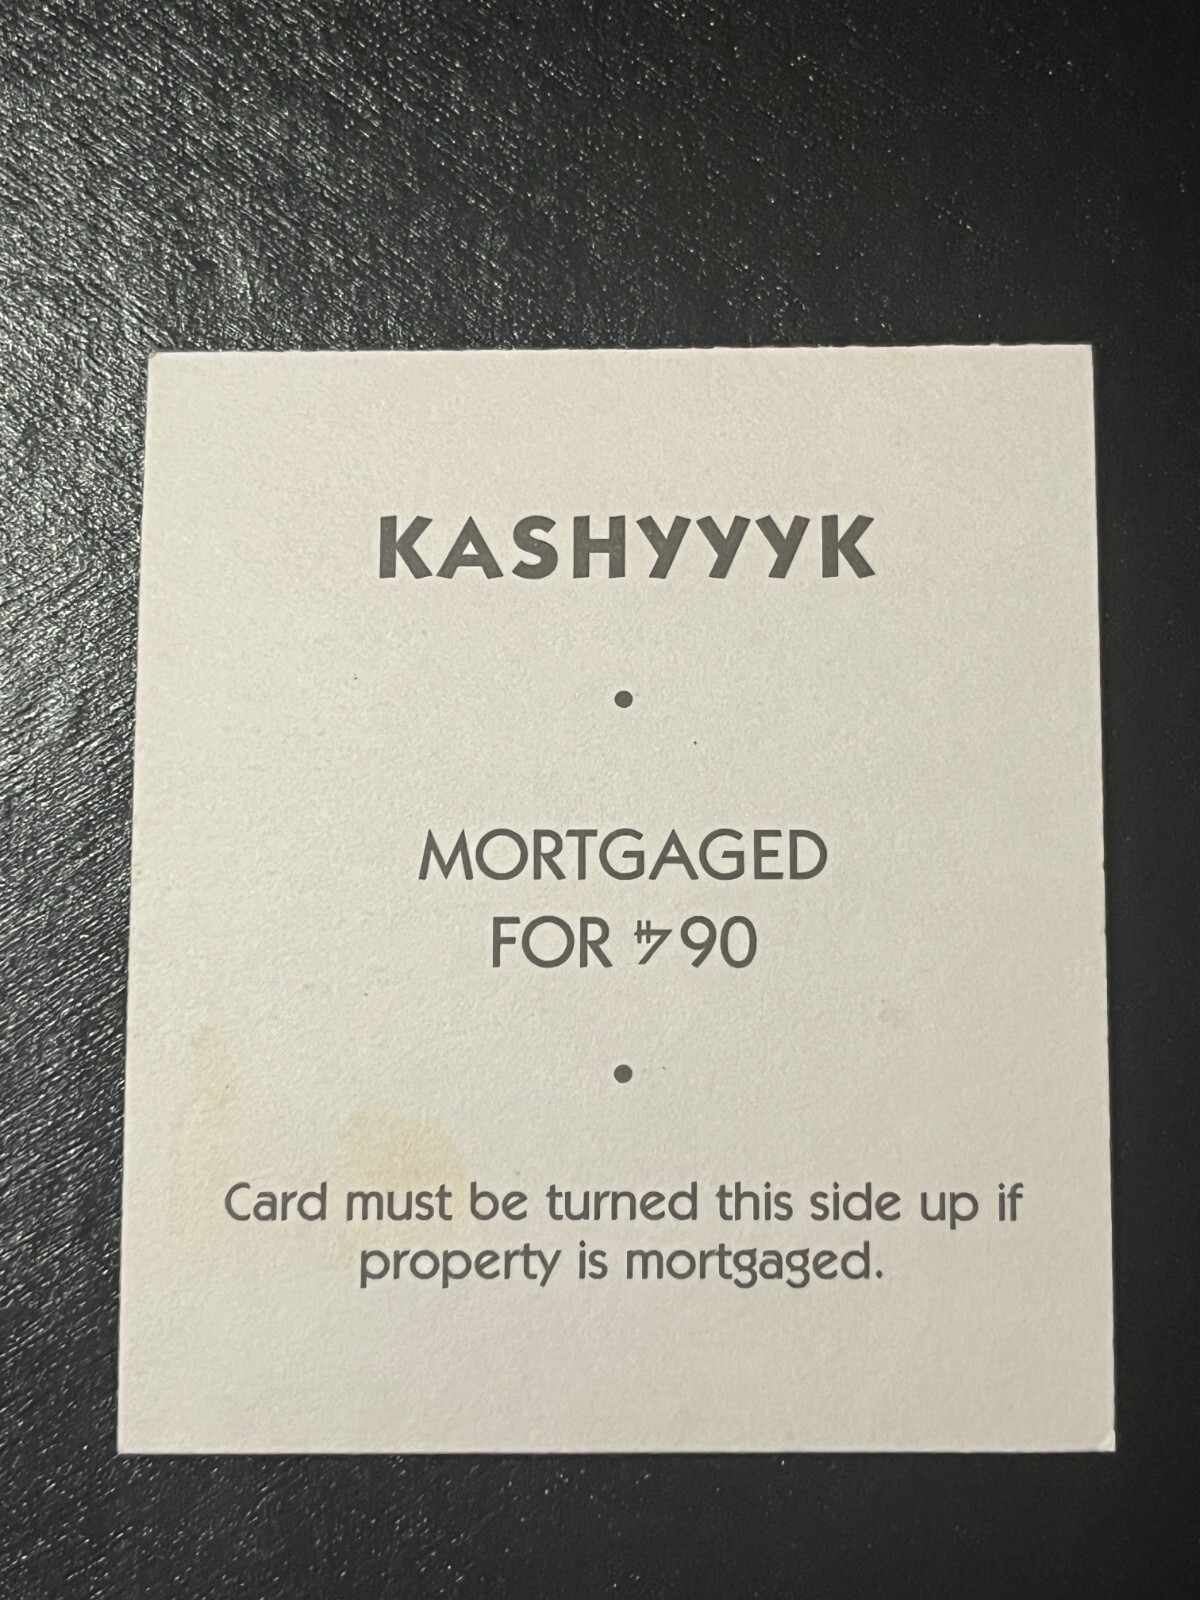 KASHYYYK
•
MORTGAGED
FOR 90
•
Card must be turned this side up if
property is mortgaged.